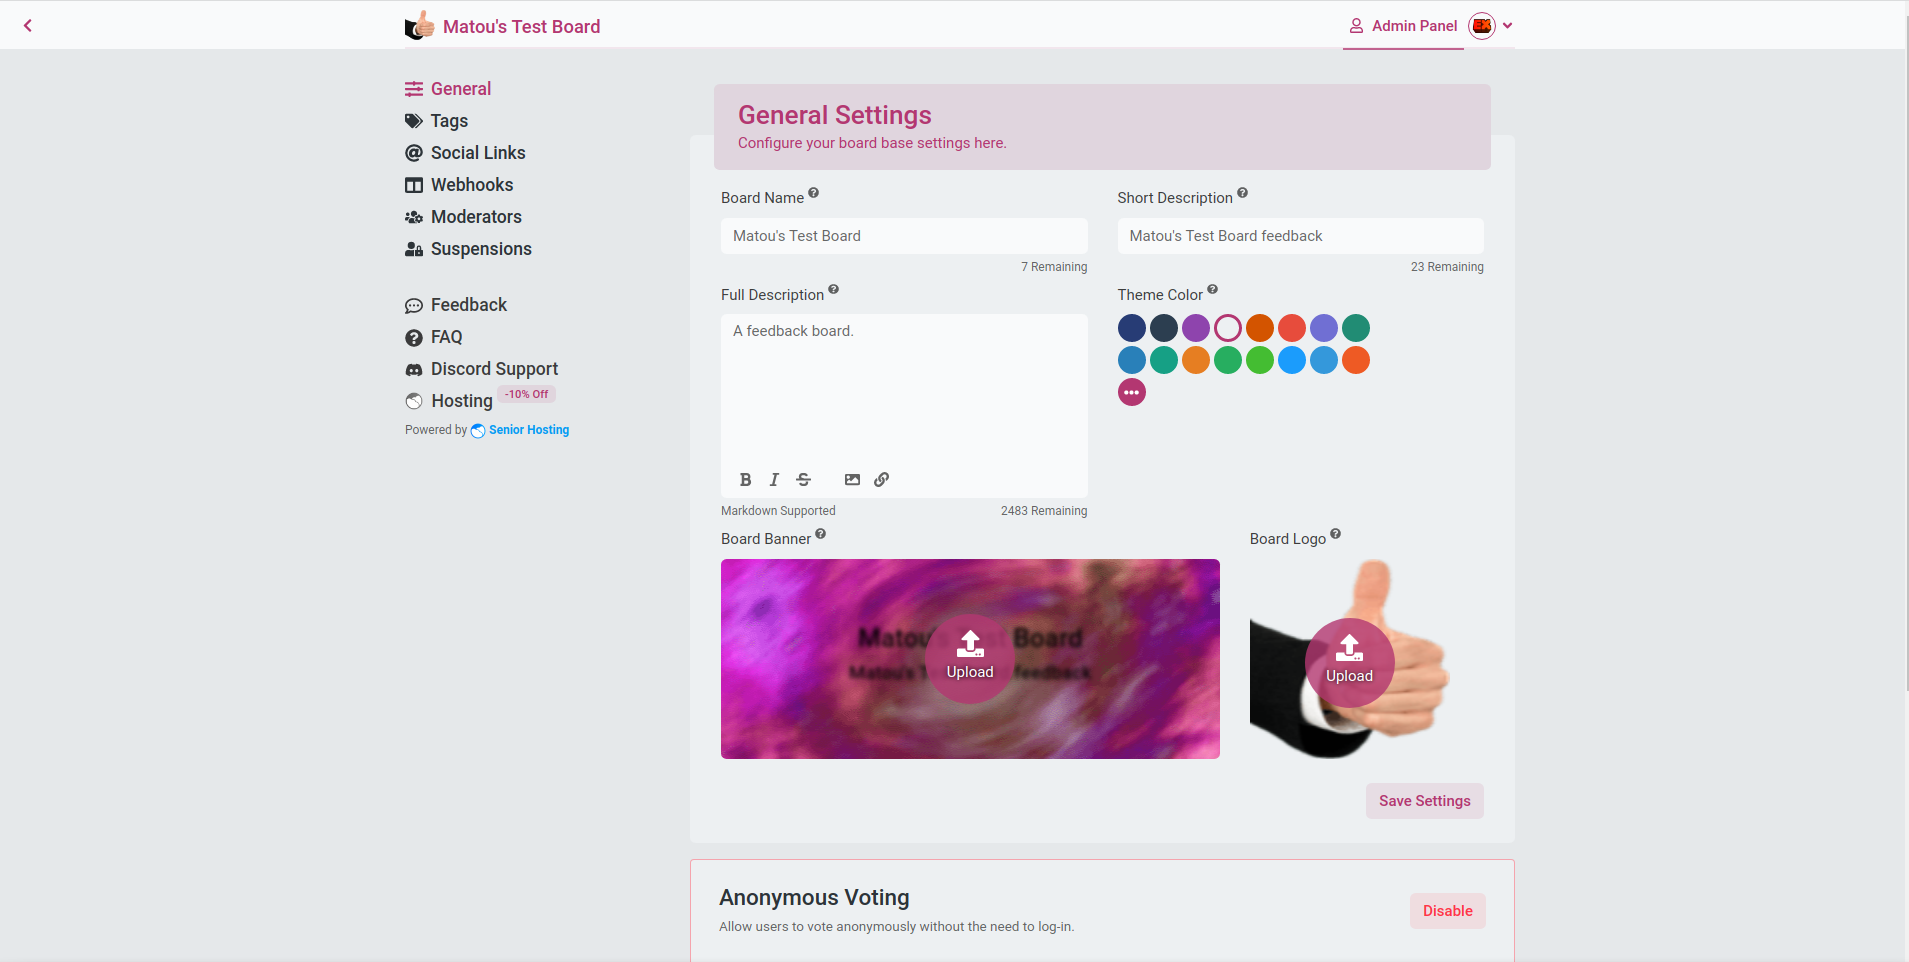 Matou's Test Board
Admin Panel
General
Tags
Social Links
Webhooks
Moderators
Suspensions
Feedback
FAQ
Discord Support
Hosting -10% Off
Powered by Senior Hosting
General Settings
Configure your board base settings here.
Board Name
Matou's Test Board
7 Remaining
Short Description
Matou's Test Board feedback
23 Remaining
Full Description
A feedback board.
B I S
Markdown Supported
2483 Remaining
Theme Color
Board Banner
Matou's Test Board
Matou's T feedback
Upload
Board Logo
Upload
Save Settings
Anonymous Voting
Allow users to vote anonymously without the need to log-in.
Disable